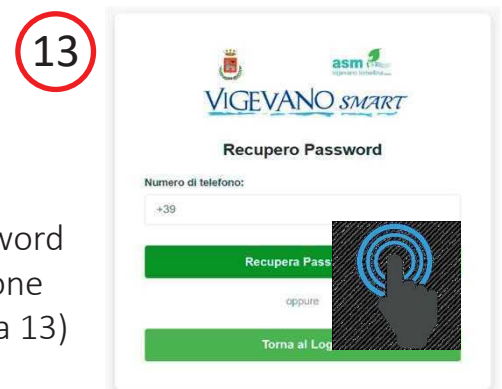 13
asm
VIGEVANO SMART
Recupero Password
Numero di telefono:
+39
Recupera Pass
oppure
Torna al Log
word
one
a 13)